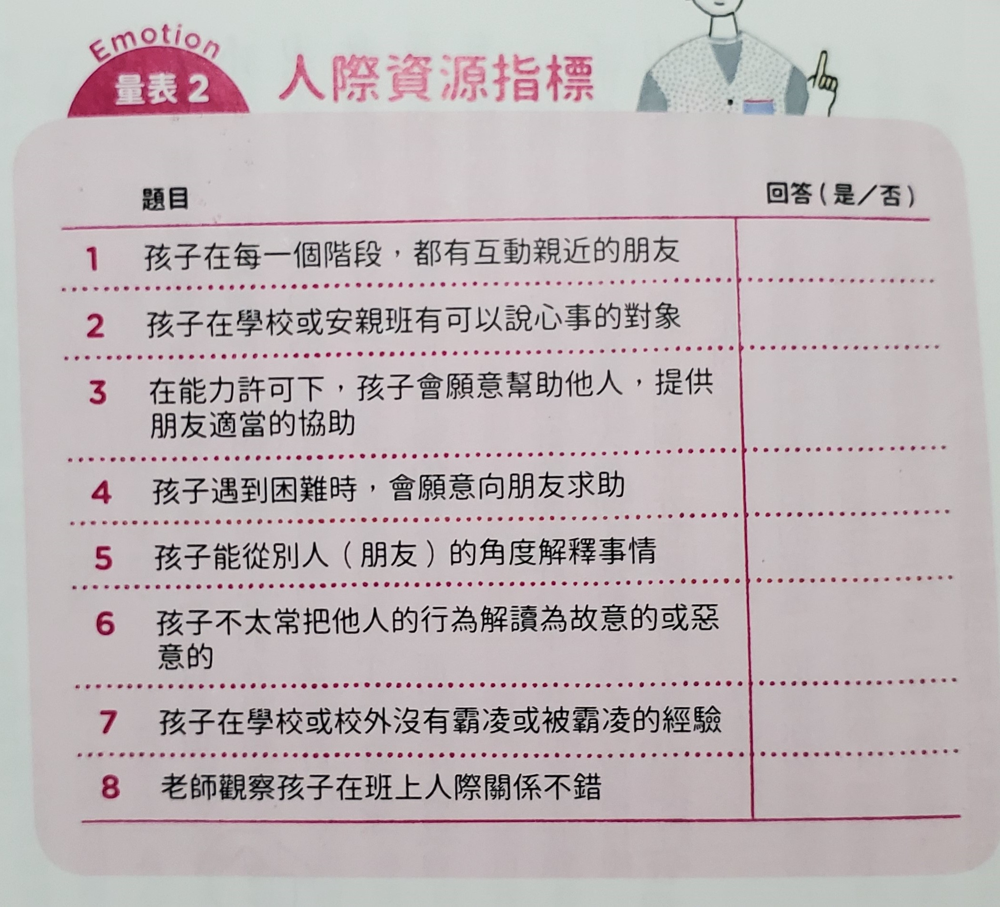 Emotion
量表 2
人際資源指標
題目 回答(是／否)
1 孩子在每一個階段，都有互動親近的朋友
2 孩子在學校或安親班有可以說心事的對象
3 在能力許可下，孩子會願意幫助他人，提供
朋友適當的協助
4 孩子遇到困難時，會願意向朋友求助
5 孩子能從別人(朋友)的角度解釋事情
6 孩子不太常把他人的行為解讀為故意的或惡
意的
7 孩子在學校或校外沒有霸凌或被霸凌的經驗
8 老師觀察孩子在班上人際關係不錯